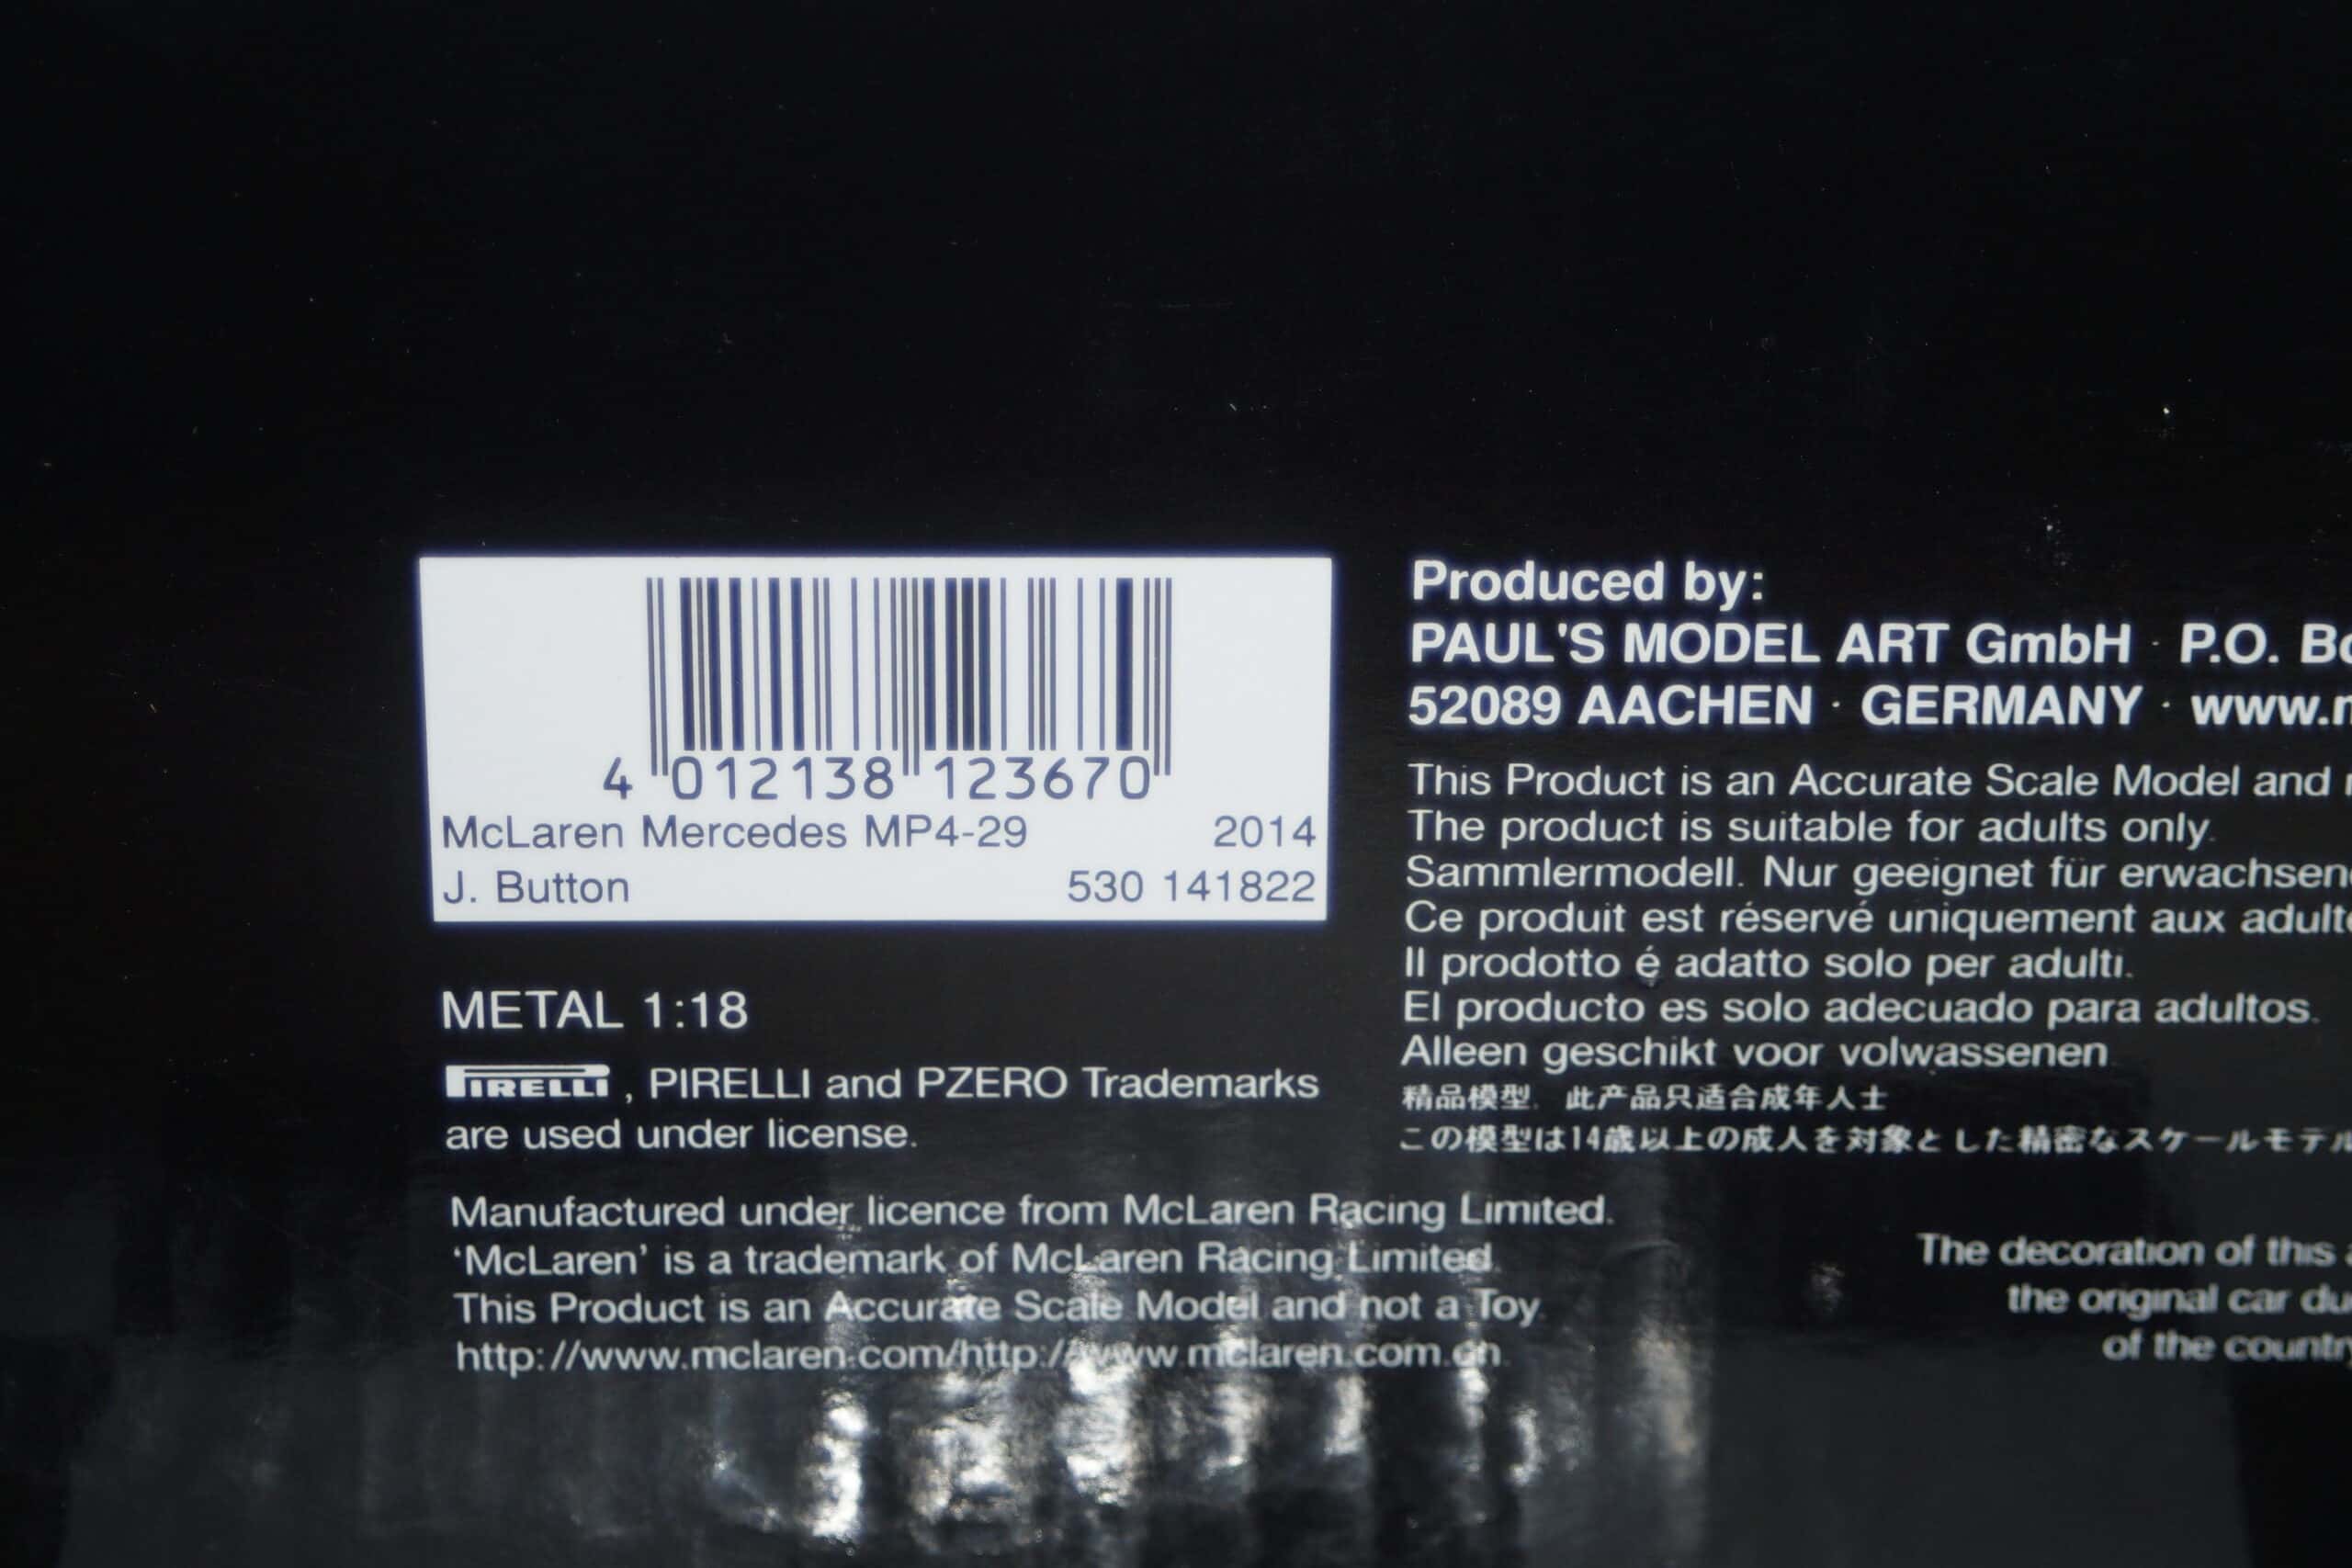 4 012138 123670
McLaren Mercedes MP4-29 2014
J. Button 530 141822
METAL 1:18
PIRELLI, PIRELLI and PZERO Trademarks
are used under license.
Manufactured under licence from McLaren Racing Limited.
‘McLaren’ is a trademark of McLaren Racing Limited.
This Product is an Accurate Scale Model and not a Toy.
http://www.mclaren.com/http://www.mclaren.com.cn
Produced by:
PAUL'S MODEL ART GmbH · P.O.
52089 AACHEN · GERMANY ·
This Product is an Accurate Scale Model and
The product is suitable for adults only.
Sammlermodell. Nur geeignet für
Ce produit est réservé uniquement aux
Il prodotto é adatto solo per adulti.
El producto es solo adecuado para adultos.
Alleen geschikt voor volwassenen.
精品模型. 此产品只适合成年人士
この模型は14歳以上の成人を対象とした精密なスケールモデル
The decoration of this
the original car
of the